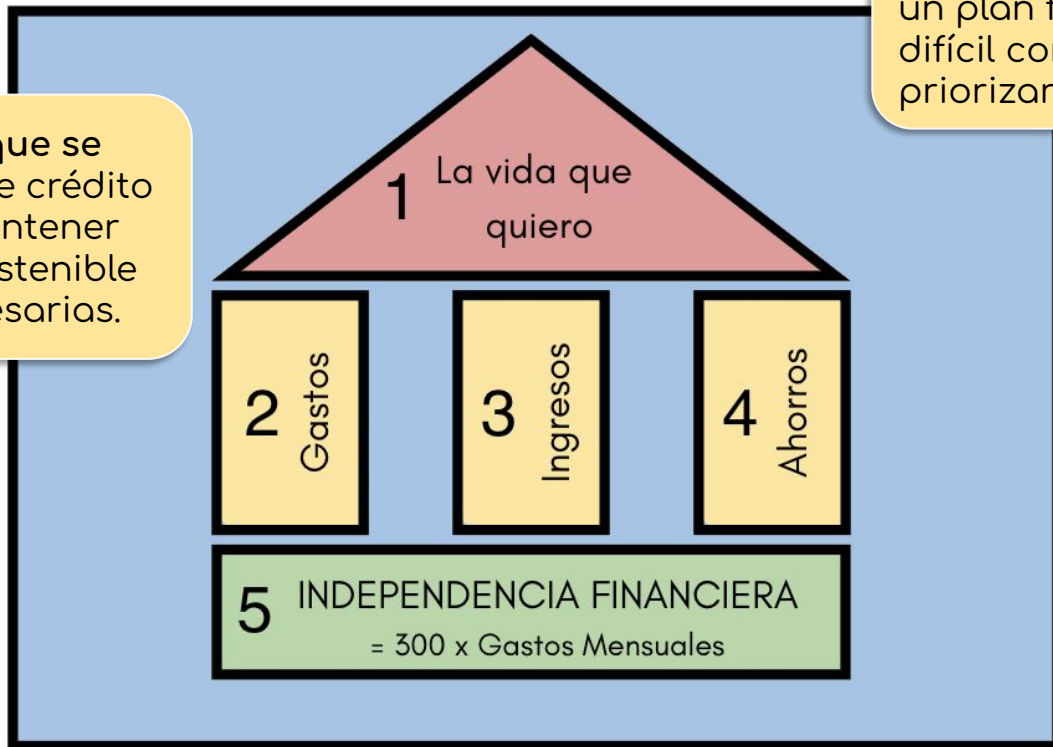 un plan
difícil
priorizar
que se
e crédito
ntener
stenible
esarias.
1
La vida que
quiero
2
Gastos
3
Ingresos
4
Ahorros
5
INDEPENDENCIA FINANCIERA
= 300 x Gastos Mensuales